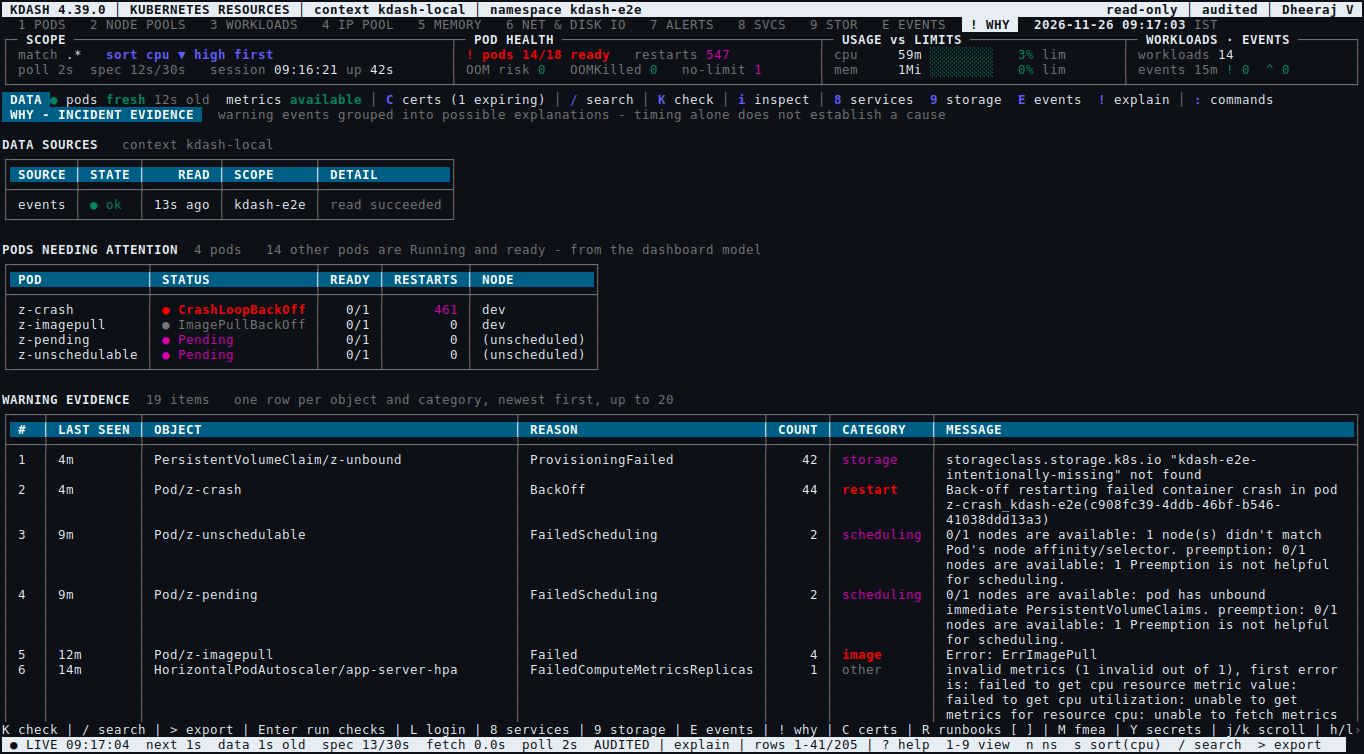 KDASH 4.39.0 │ KUBERNETES RESOURCES │ context kdash-local │ namespace kdash-e2e read-only │ audited │ Dheeraj V
1 PODS 2 NODE POOLS 3 WORKLOADS 4 IP POOL 5 MEMORY 6 NET & DISK IO 7 ALERTS 8 SVCS 9 STOR E EVENTS ! WHY 2026-11-26 09:17:03 IST
SCOPE POD HEALTH USAGE vs LIMITS WORKLOADS · EVENTS
match .* sort cpu ▼ high first ! pods 14/18 ready restarts 547 cpu 59m 3% lim workloads 14
poll 2s spec 12s/30s session 09:16:21 up 42s OOM risk 0 OOMKilled 0 no-limit 1 mem 1Mi 0% lim events 15m ! 0 ^ 0
DATA ● pods fresh 12s old metrics available │ C certs (1 expiring) │ / search │ K check │ i inspect │ 8 services 9 storage E events ! explain │ : commands
WHY - INCIDENT EVIDENCE warning events grouped into possible explanations - timing alone does not establish a cause
DATA SOURCES context kdash-local
SOURCE │ STATE │ READ │ SCOPE │ DETAIL
events │ ● ok │ 13s ago │ kdash-e2e │ read succeeded
PODS NEEDING ATTENTION 4 pods 14 other pods are Running and ready - from the dashboard model
POD │ STATUS │ READY │ RESTARTS │ NODE
z-crash │ ● CrashLoopBackOff │ 0/1 │ 461 │ dev
z-imagepull │ ● ImagePullBackOff │ 0/1 │ 0 │ dev
z-pending │ ● Pending │ 0/1 │ 0 │ (unscheduled)
z-unschedulable │ ● Pending │ 0/1 │ 0 │ (unscheduled)
WARNING EVIDENCE 19 items one row per object and category, newest first, up to 20
# │ LAST SEEN │ OBJECT │ REASON │ COUNT │ CATEGORY │ MESSAGE
1 │ 4m │ PersistentVolumeClaim/z-unbound │ ProvisioningFailed │ 42 │ storage │ storageclass.storage.k8s.io "kdash-e2e-
intentionally-missing" not found
2 │ 4m │ Pod/z-crash │ BackOff │ 44 │ restart │ Back-off restarting failed container crash in pod
z-crash_kdash-e2e(c908fc39-4ddb-46bf-b546-
41038ddd13a3)
3 │ 9m │ Pod/z-unschedulable │ FailedScheduling │ 2 │ scheduling │ 0/1 nodes are available: 1 node(s) didn't match
Pod's node affinity/selector. preemption: 0/1
nodes are available: 1 Preemption is not helpful
for scheduling.
4 │ 9m │ Pod/z-pending │ FailedScheduling │ 2 │ scheduling │ 0/1 nodes are available: pod has unbound
immediate PersistentVolumeClaims. preemption: 0/1
nodes are available: 1 Preemption is not helpful
for scheduling.
5 │ 12m │ Pod/z-imagepull │ Failed │ 4 │ image │ Error: ErrImagePull
6 │ 14m │ HorizontalPodAutoscaler/app-server-hpa │ FailedComputeMetricsReplicas │ 1 │ other │ invalid metrics (1 invalid out of 1), first error
is: failed to get cpu resource metric value:
failed to get cpu utilization: unable to get
metrics for resource cpu: unable to fetch metrics
K check | / search | > export | Enter run checks | L login | 8 services | 9 storage | E events | ! why | C certs | R runbooks [ ] | M fmea | Y secrets | j/k scroll | h/l›
● LIVE 09:17:04 next 1s data 1s old spec 13/30s fetch 0.0s poll 2s AUDITED │ explain │ rows 1-41/205 │ ? help 1-9 view n ns s sort(cpu) / search > export